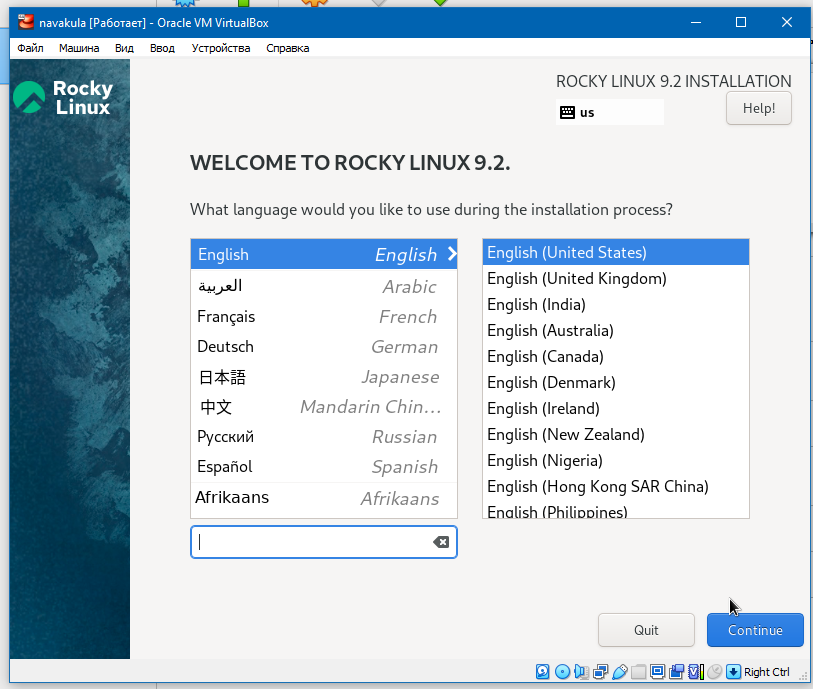 navakula [Работает] - Oracle VM VirtualBox
Файл Машина Вид Ввод Устройства Справка
Rocky
Linux
ROCKY LINUX 9.2 INSTALLATION
us
Help!
WELCOME TO ROCKY LINUX 9.2.
What language would you like to use during the installation process?
English English
العربية Arabic
Français French
Deutsch German
日本語 Japanese
中文 Mandarin Chin...
Русский Russian
Español Spanish
Afrikaans Afrikaans
English (United States)
English (United Kingdom)
English (India)
English (Australia)
English (Canada)
English (Denmark)
English (Ireland)
English (New Zealand)
English (Nigeria)
English (Hong Kong SAR China)
English (Philippines)
Quit
Continue
Right Ctrl